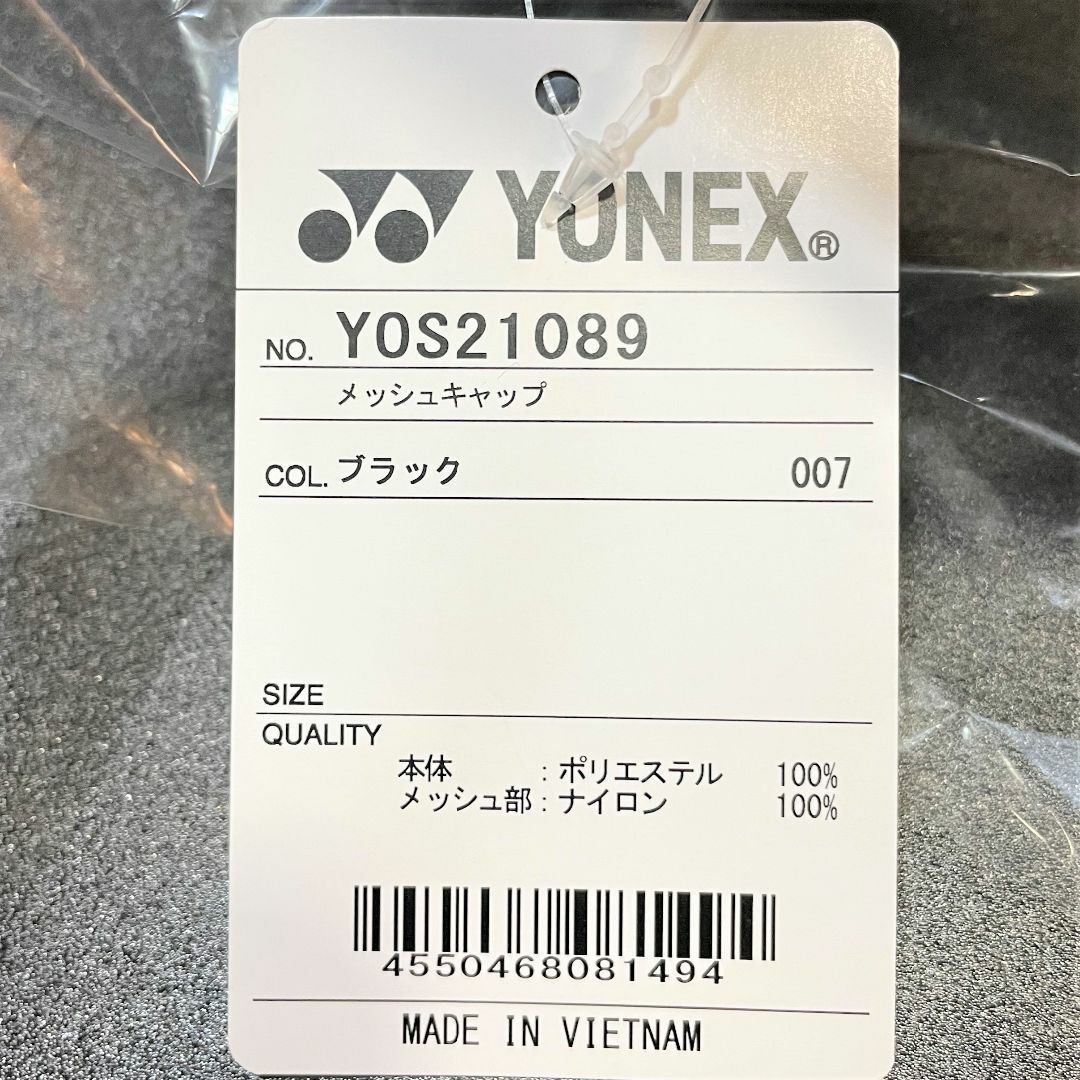 YONEX®
NO. YOS21089
メッシュキャップ
COL. ブラック 007
SIZE
QUALITY
本体 : ポリエステル 100%
メッシュ部 : ナイロン 100%
4550468081494
MADE IN VIETNAM